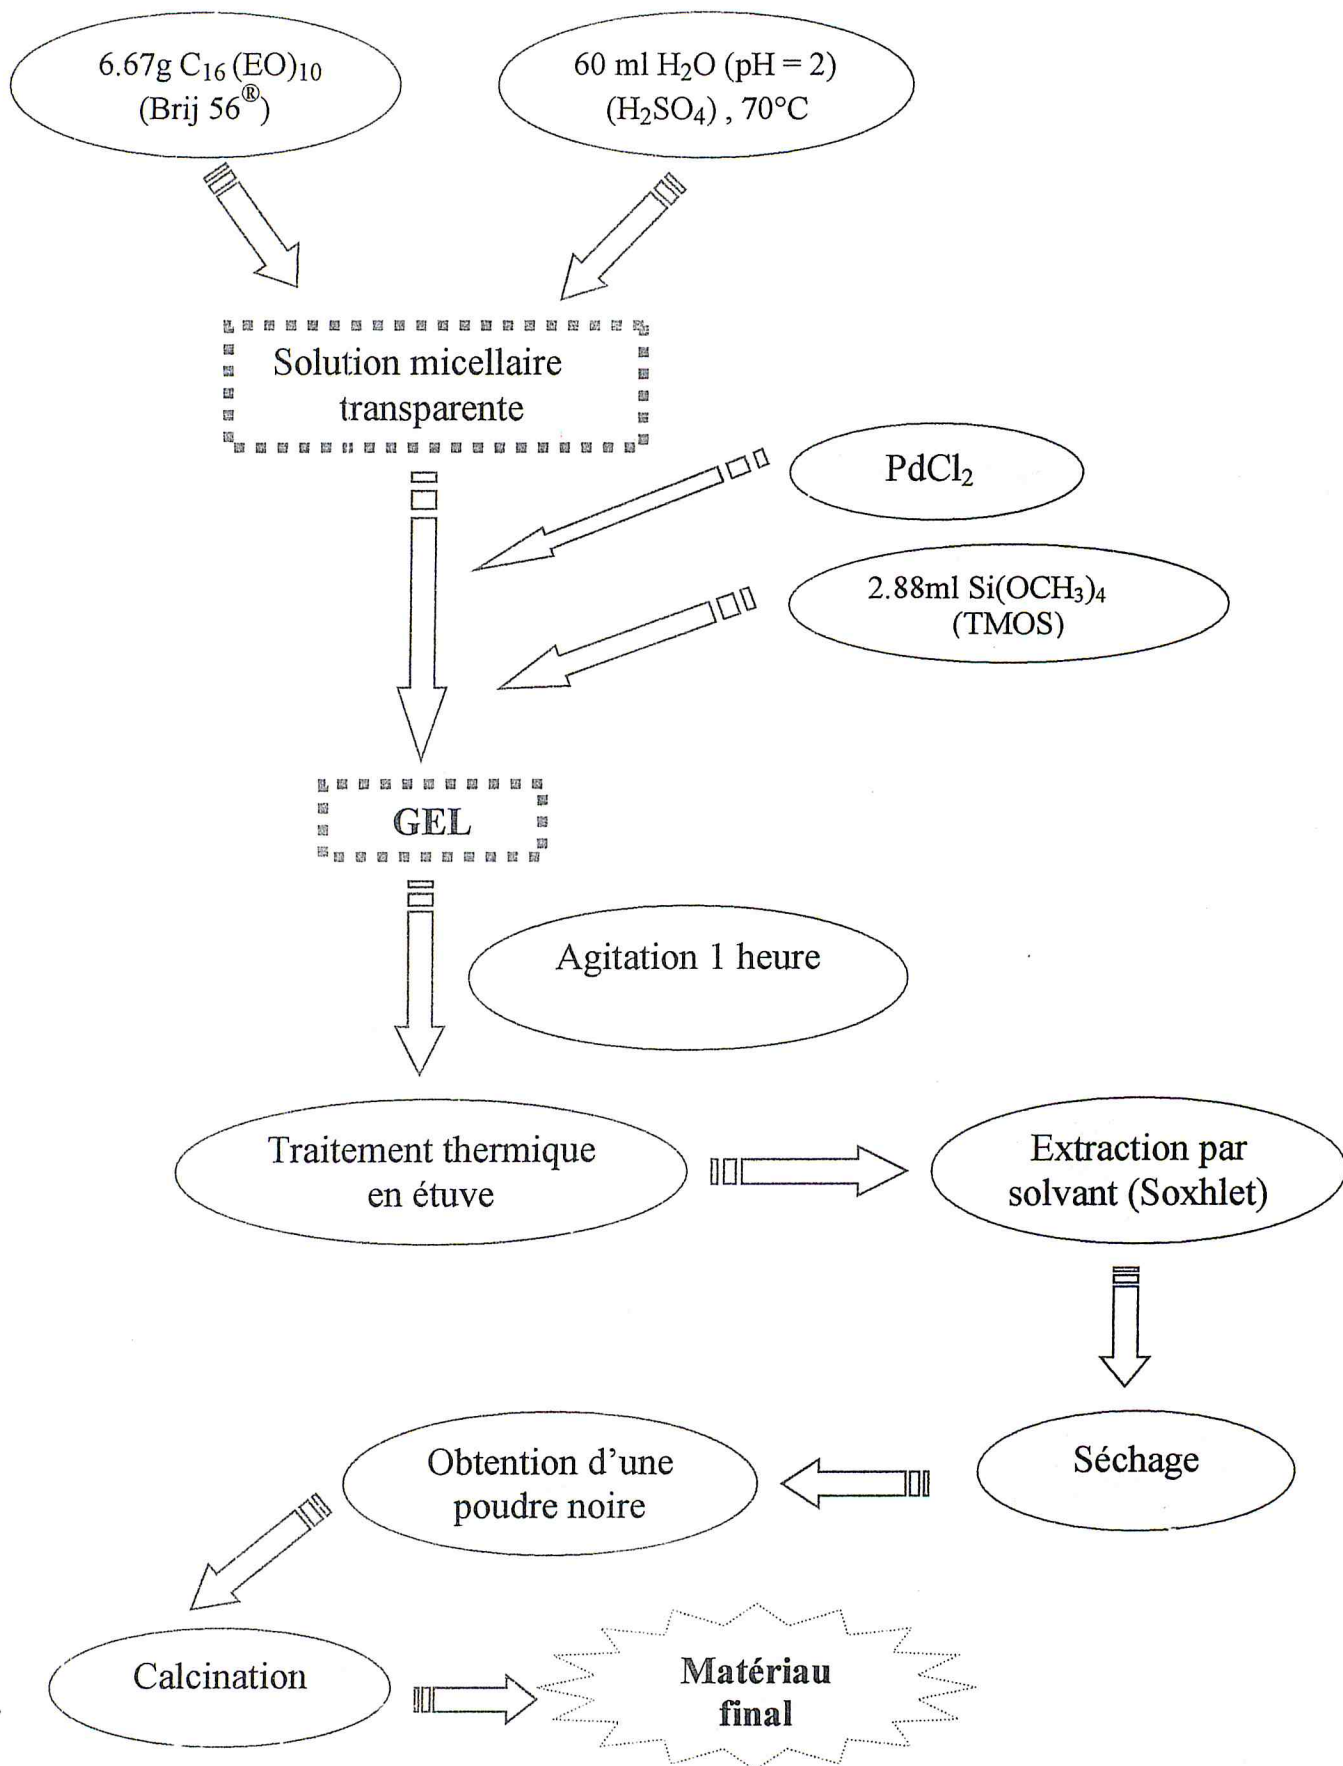 6.67g C₁₆(EO)₁₀
(Brij 56®)
60 ml H₂O (pH = 2)
(H₂SO₄) , 70°C
Solution micellaire
transparente
PdCl₂
2.88ml Si(OCH₃)₄
(TMOS)
GEL
Agitation 1 heure
Traitement thermique
en étuve
Extraction par
solvant (Soxhlet)
Séchage
Obtention d'une
poudre noire
Calcination
Matériau
final